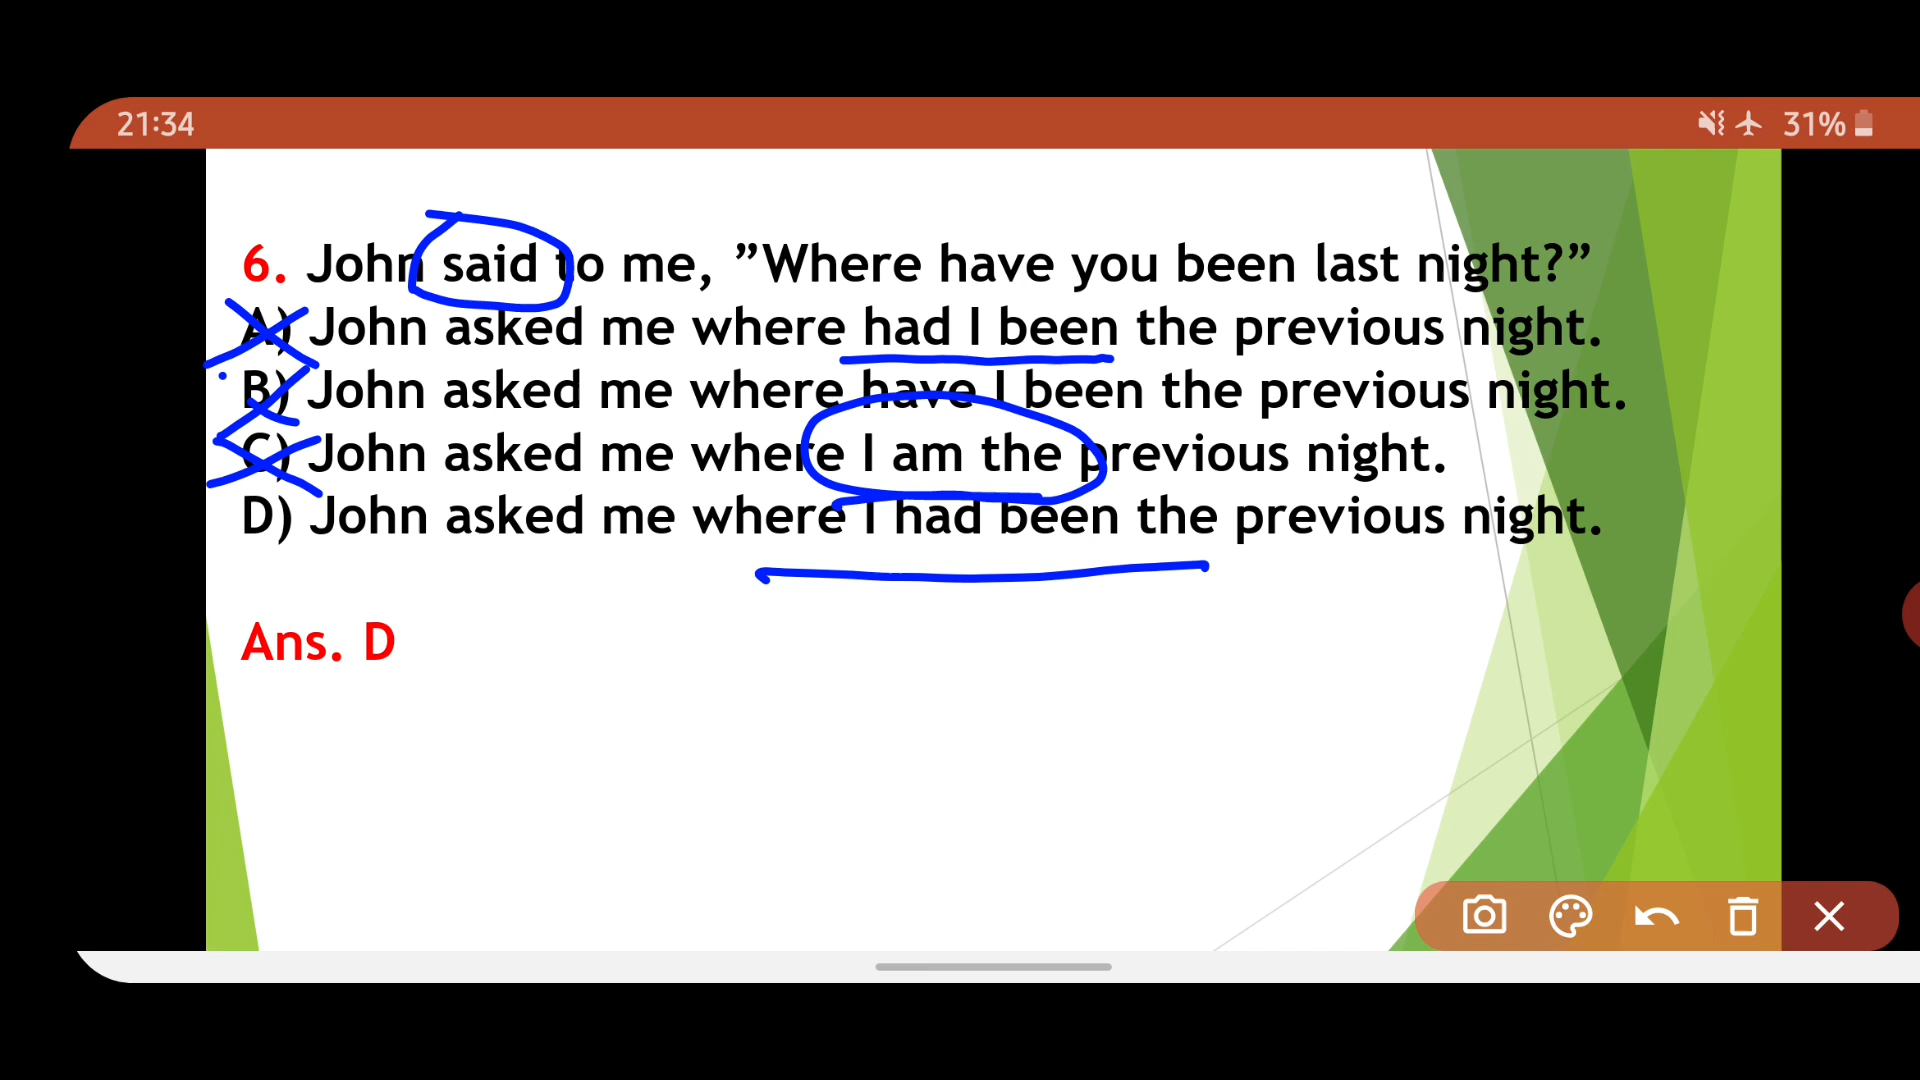 21:34 31%
6. John said to me, ”Where have you been last night?”
A) John asked me where had I been the previous night.
B) John asked me where have I been the previous night.
C) John asked me where I am the previous night.
D) John asked me where I had been the previous night.
Ans. D